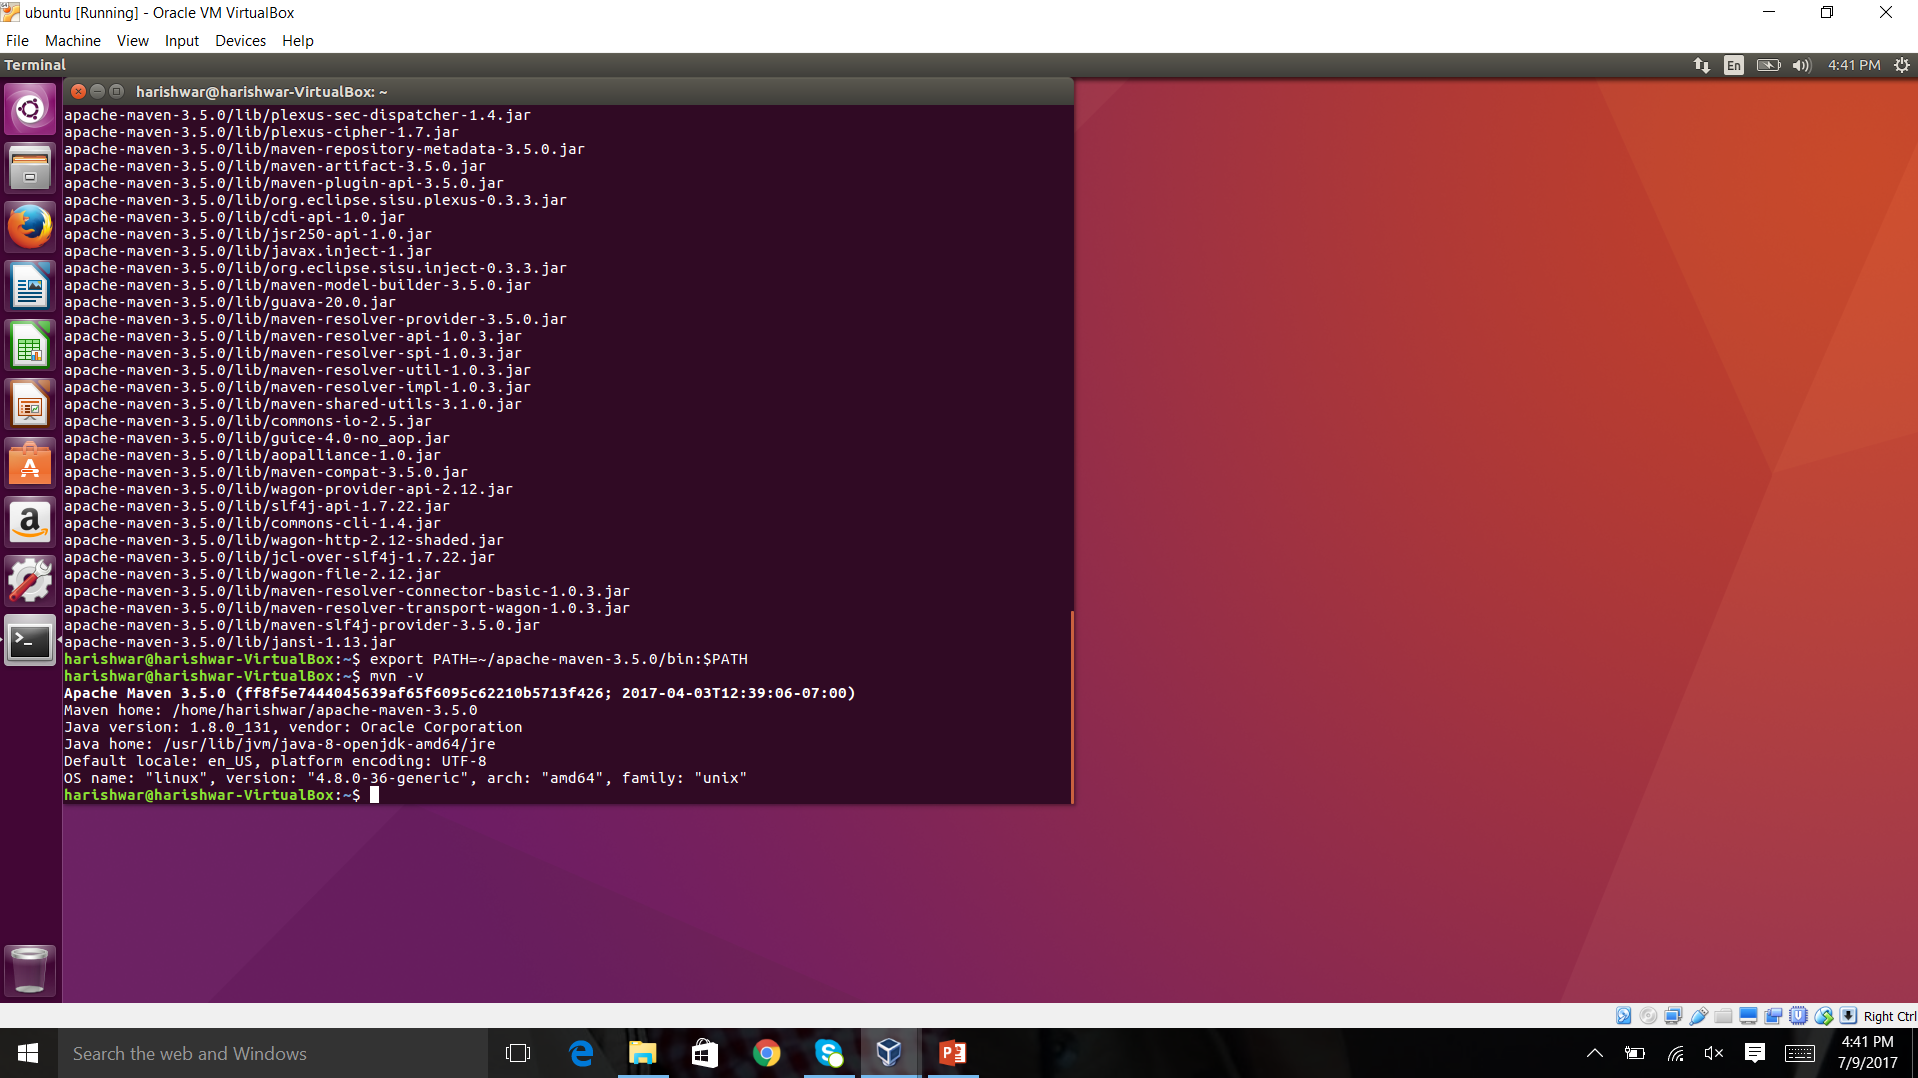 ubuntu [Running] - Oracle VM VirtualBox
File Machine View Input Devices Help
Terminal
En
4:41 PM
harishwar@harishwar-VirtualBox: ~
apache-maven-3.5.0/lib/plexus-sec-dispatcher-1.4.jar
apache-maven-3.5.0/lib/plexus-cipher-1.7.jar
apache-maven-3.5.0/lib/maven-repository-metadata-3.5.0.jar
apache-maven-3.5.0/lib/maven-artifact-3.5.0.jar
apache-maven-3.5.0/lib/maven-plugin-api-3.5.0.jar
apache-maven-3.5.0/lib/org.eclipse.sisu.plexus-0.3.3.jar
apache-maven-3.5.0/lib/cdi-api-1.0.jar
apache-maven-3.5.0/lib/jsr250-api-1.0.jar
apache-maven-3.5.0/lib/javax.inject-1.jar
apache-maven-3.5.0/lib/org.eclipse.sisu.inject-0.3.3.jar
apache-maven-3.5.0/lib/maven-model-builder-3.5.0.jar
apache-maven-3.5.0/lib/guava-20.0.jar
apache-maven-3.5.0/lib/maven-resolver-provider-3.5.0.jar
apache-maven-3.5.0/lib/maven-resolver-api-1.0.3.jar
apache-maven-3.5.0/lib/maven-resolver-spi-1.0.3.jar
apache-maven-3.5.0/lib/maven-resolver-util-1.0.3.jar
apache-maven-3.5.0/lib/maven-resolver-impl-1.0.3.jar
apache-maven-3.5.0/lib/maven-shared-utils-3.1.0.jar
apache-maven-3.5.0/lib/commons-io-2.5.jar
apache-maven-3.5.0/lib/guice-4.0-no_aop.jar
apache-maven-3.5.0/lib/aopalliance-1.0.jar
apache-maven-3.5.0/lib/maven-compat-3.5.0.jar
apache-maven-3.5.0/lib/wagon-provider-api-2.12.jar
apache-maven-3.5.0/lib/slf4j-api-1.7.22.jar
apache-maven-3.5.0/lib/commons-cli-1.4.jar
apache-maven-3.5.0/lib/wagon-http-2.12-shaded.jar
apache-maven-3.5.0/lib/jcl-over-slf4j-1.7.22.jar
apache-maven-3.5.0/lib/wagon-file-2.12.jar
apache-maven-3.5.0/lib/maven-resolver-connector-basic-1.0.3.jar
apache-maven-3.5.0/lib/maven-resolver-transport-wagon-1.0.3.jar
apache-maven-3.5.0/lib/maven-slf4j-provider-3.5.0.jar
apache-maven-3.5.0/lib/jansi-1.13.jar
harishwar@harishwar-VirtualBox:~$ export PATH=~/apache-maven-3.5.0/bin:$PATH
harishwar@harishwar-VirtualBox:~$ mvn -v
Apache Maven 3.5.0 (ff8f5e7444045639af65f6095c62210b5713f426; 2017-04-03T12:39:06-07:00)
Maven home: /home/harishwar/apache-maven-3.5.0
Java version: 1.8.0_131, vendor: Oracle Corporation
Java home: /usr/lib/jvm/java-8-openjdk-amd64/jre
Default locale: en_US, platform encoding: UTF-8
OS name: "linux", version: "4.8.0-36-generic", arch: "amd64", family: "unix"
harishwar@harishwar-VirtualBox:~$
Right Ctrl
Search the web and Windows
4:41 PM
7/9/2017